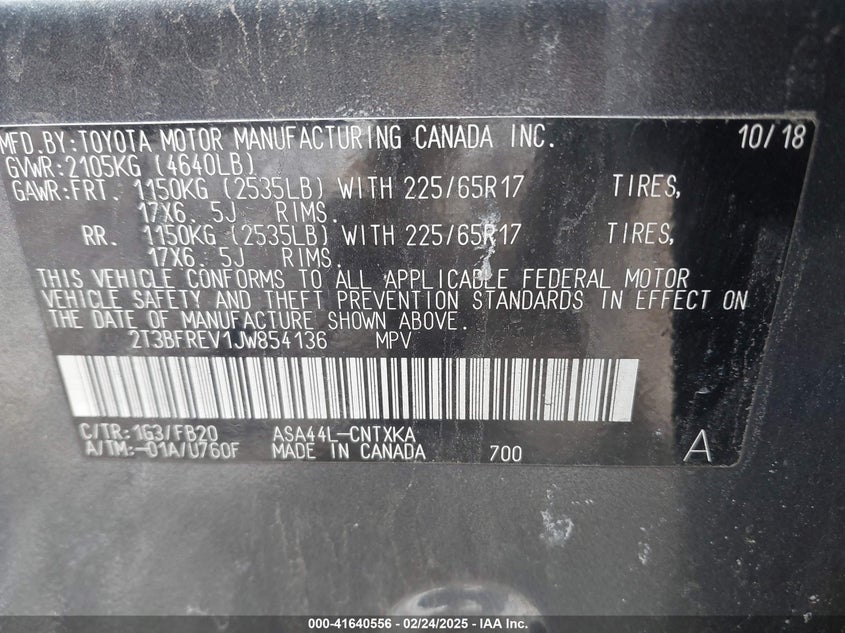 MFD.BY:TOYOTA MOTOR MANUFACTURING CANADA INC. 10/18
GVWR:2105KG (4640LB)
GAWR:FRT. 1150KG (2535LB) WITH 225/65R17 TIRES,
17X6.5J RIMS.
RR. 1150KG (2535LB) WITH 225/65R17 TIRES,
17X6.5J RIMS.
THIS VEHICLE CONFORMS TO ALL APPLICABLE FEDERAL MOTOR
VEHICLE SAFETY AND THEFT PREVENTION STANDARDS IN EFFECT ON
THE DATE OF MANUFACTURE SHOWN ABOVE.
2T3BFREV1JW854136 MPV
C/TR:1G3/FB20 ASA44L-CNTXKA
A/TM:-01A/U760F MADE IN CANADA 700 A
000-41640556 - 02/24/2025 - IAA Inc.